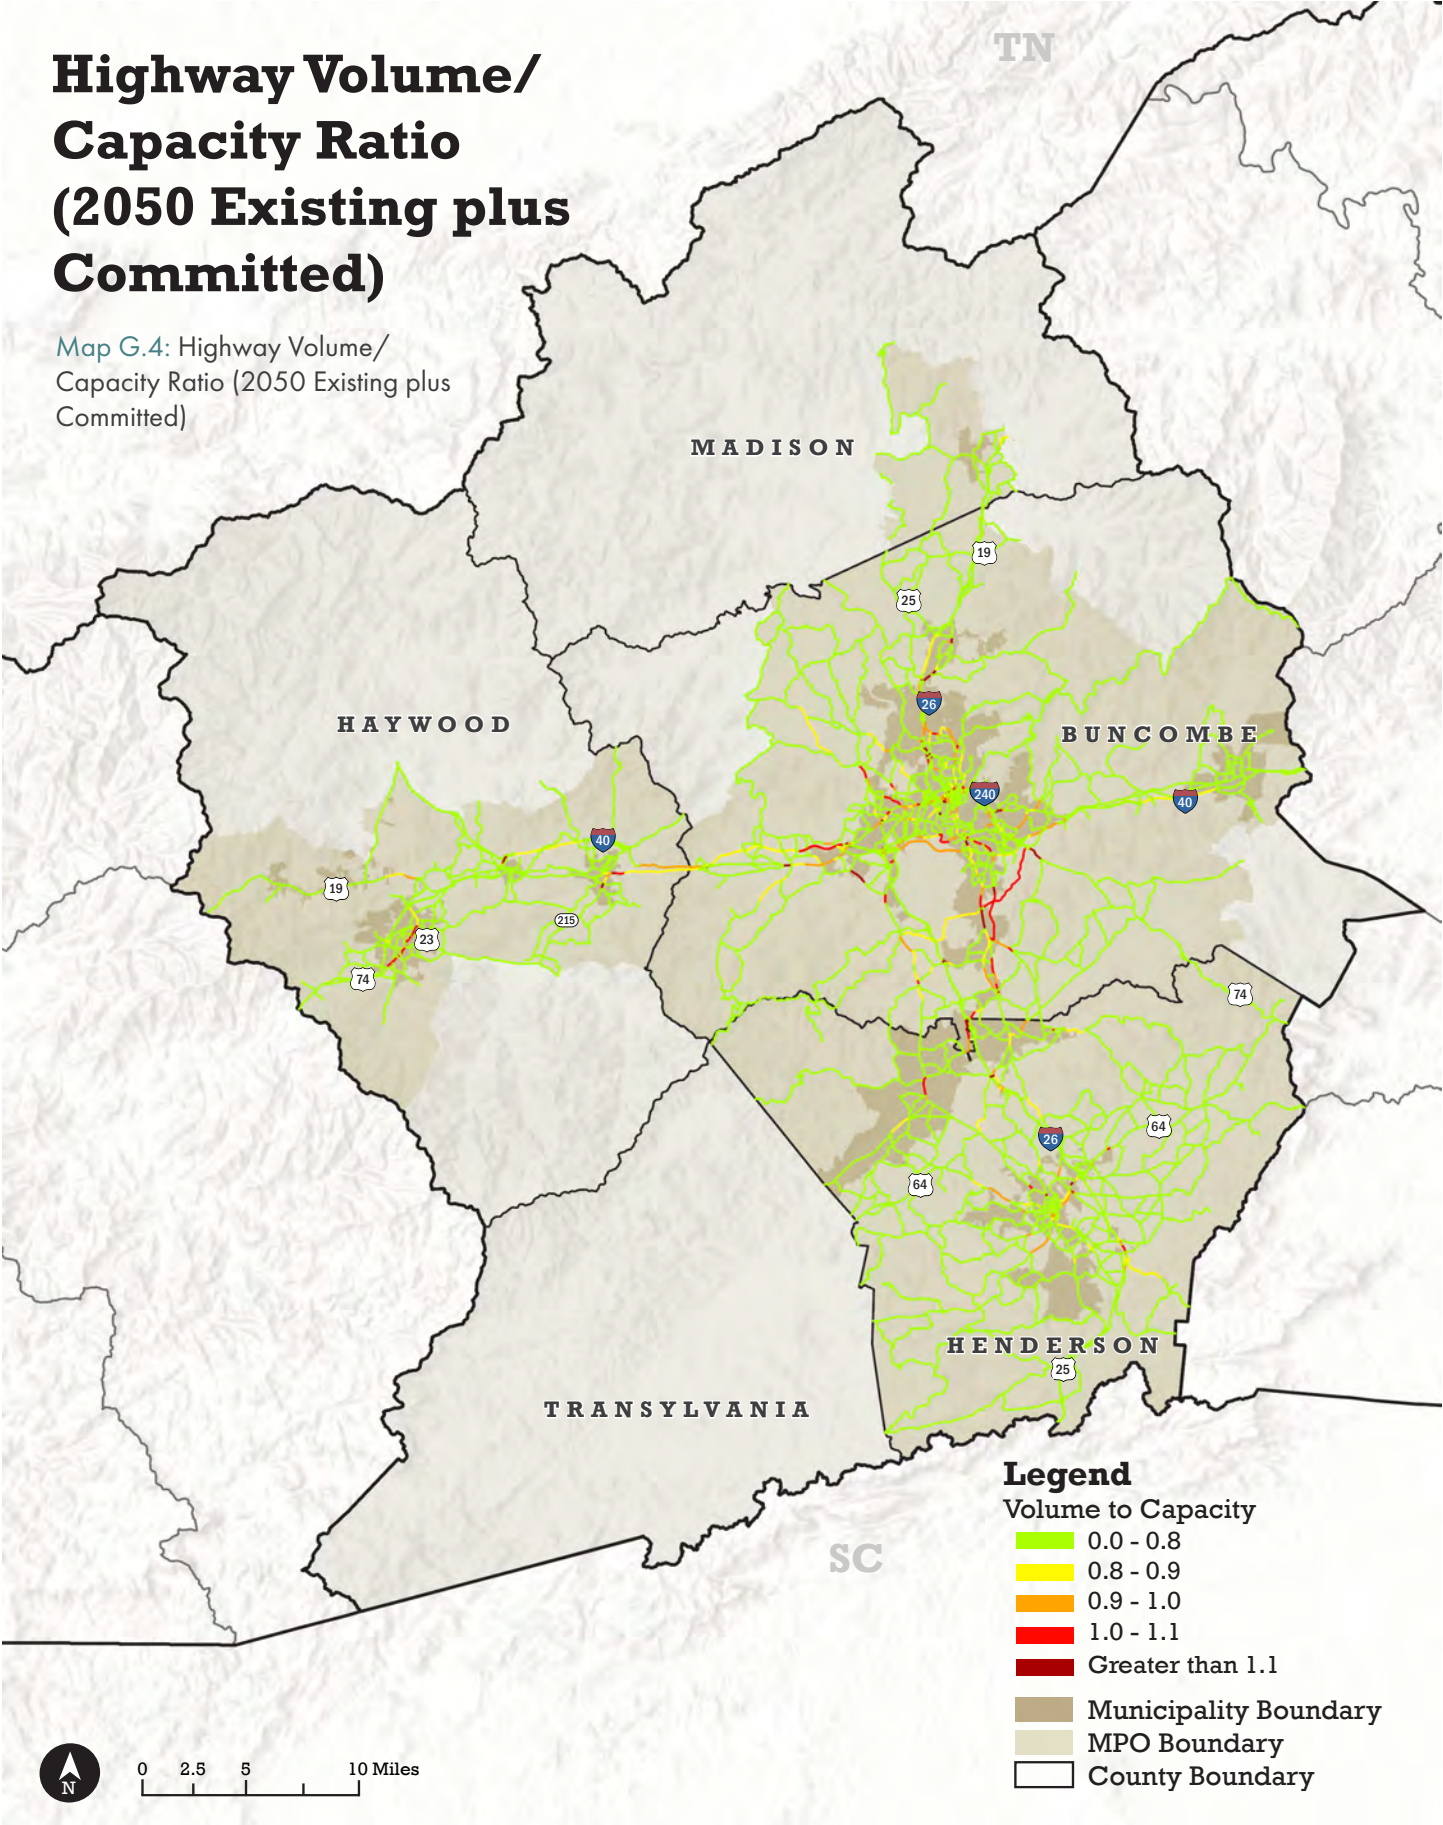 Highway Volume/
Capacity Ratio
(2050 Existing plus
Committed)
Map G.4: Highway Volume/
Capacity Ratio (2050 Existing plus
Committed)
TN
MADISON
19
25
26
HAYWOOD
BUNCOMBE
240
40
40
19
215
23
74
74
64
26
64
HENDERSON
25
TRANSYLVANIA
SC
Legend
Volume to Capacity
0.0 - 0.8
0.8 - 0.9
0.9 - 1.0
1.0 - 1.1
Greater than 1.1
Municipality Boundary
MPO Boundary
County Boundary
N
0 2.5 5 10 Miles